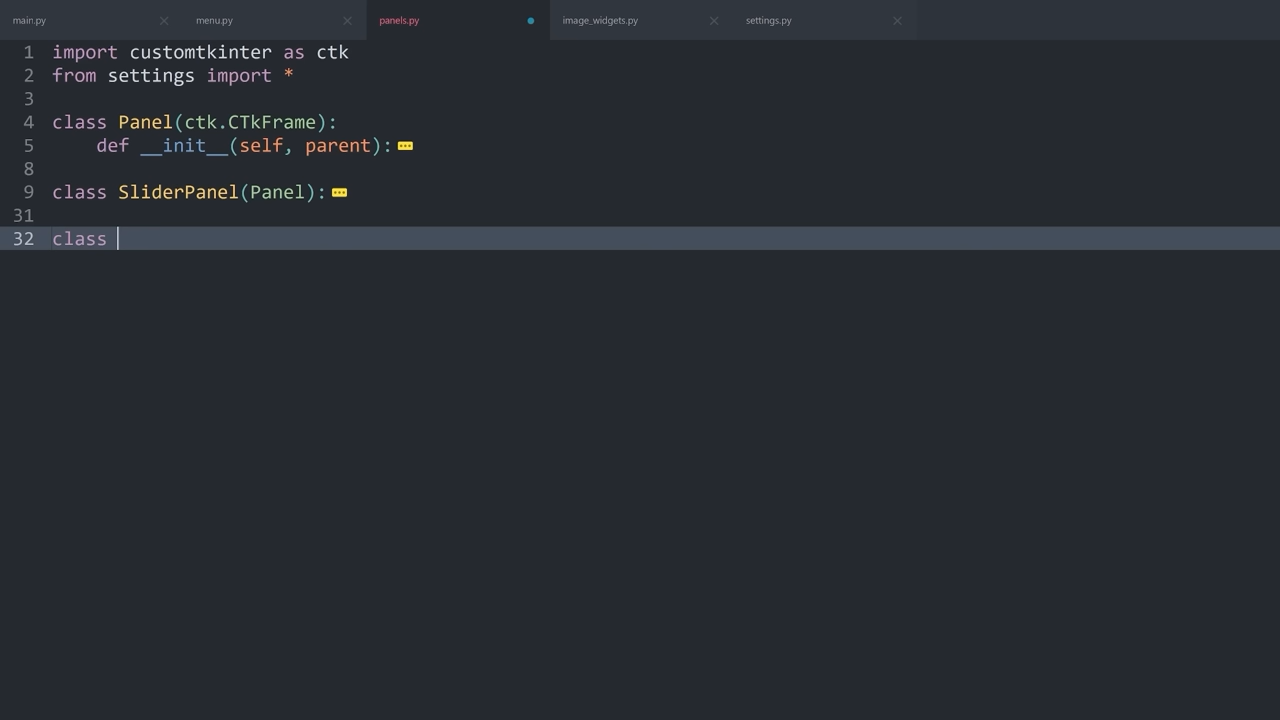 main.py menu.py panels.py image_widgets.py settings.py
1 import customtkinter as ctk
2 from settings import *
3
4 class Panel(ctk.CTkFrame):
5     def __init__(self, parent):
8
9 class SliderPanel(Panel):
31
32 class